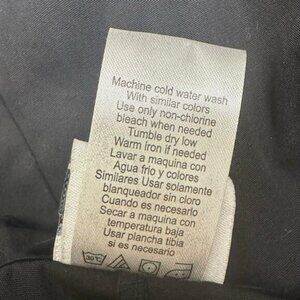 Machine cold water wash
With similar colors
Use only non-chlorine
bleach when needed
Tumble dry low
Warm iron if needed
Lavar a maquina con
Agua frio y colores
Similares Usar solamente
blanqueador sin cloro
Cuando es necesarlo
Secar a maquina con
temperatura baja
Usar plancha tibia
si es necesario
30°C